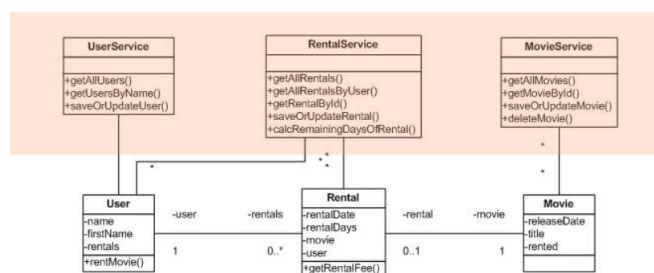 UserService
+getAllUsers()
+getUsersByName()
+saveOrUpdateUser()
RentalService
+getAllRentals()
+getAllRentalsByUser()
+getRentalById()
+saveOrUpdateRental()
+calcRemainingDaysOfRental()
MovieService
+getAllMovies()
+getMovieById()
+saveOrUpdateMovie()
+deleteMovie()
*
*
*
*
*
User
-name
-firstName
-rentals
+rentMovie()
-user
1
-rentals
0..*
Rental
-rentalDate
-rentalDays
-movie
-user
+getRentalFee()
-rental
0..1
-movie
1
Movie
-releaseDate
-title
-rented